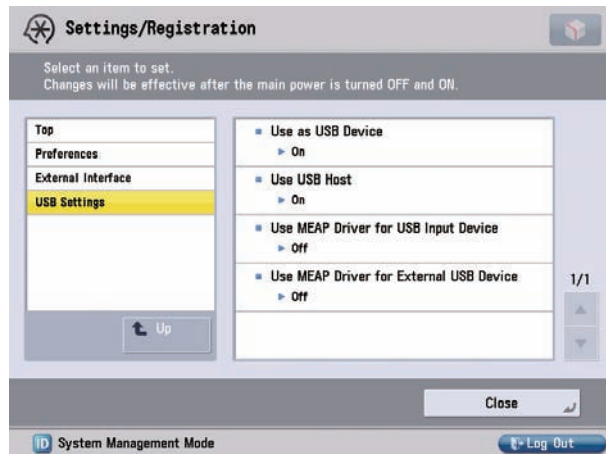 Settings/Registration
Select an item to set.
Changes will be effective after the main power is turned OFF and ON.
Top
Preferences
External Interface
USB Settings
Up
Use as USB Device
On
Use USB Host
On
Use MEAP Driver for USB Input Device
Off
Use MEAP Driver for External USB Device
Off
1/1
Close
ID System Management Mode
Log Out